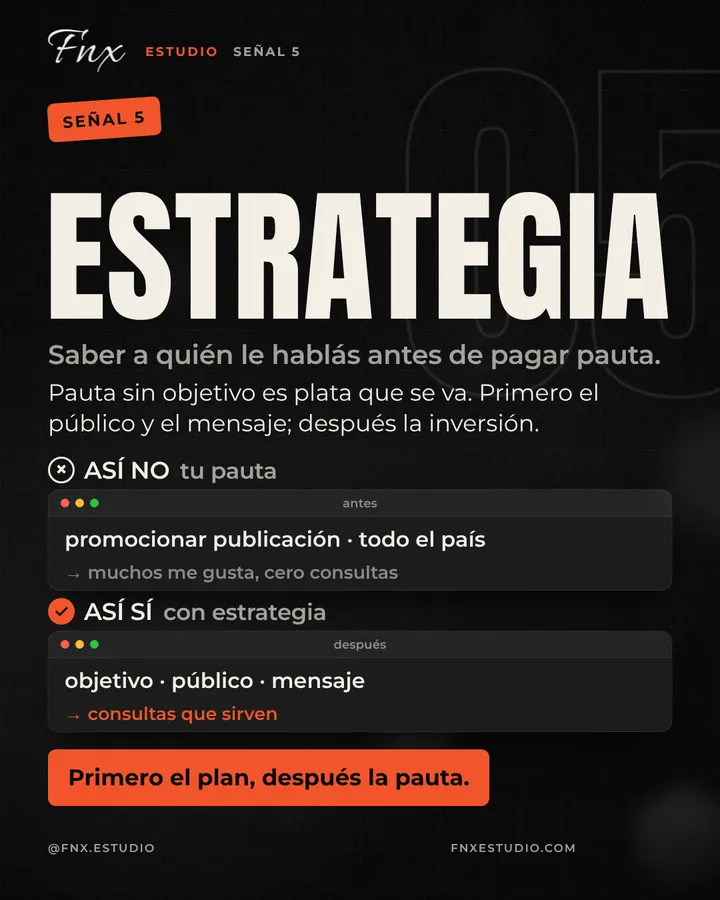 Fnx ESTUDIO SEÑAL 5
SEÑAL 5
05
ESTRATEGIA
Saber a quién le hablás antes de pagar pauta.
Pauta sin objetivo es plata que se va. Primero el
público y el mensaje; después la inversión.
ASÍ NO tu pauta
antes
promocionar publicación · todo el país
→ muchos me gusta, cero consultas
ASÍ SÍ con estrategia
después
objetivo · público · mensaje
→ consultas que sirven
Primero el plan, después la pauta.
@FNX.ESTUDIO FNXESTUDIO.COM